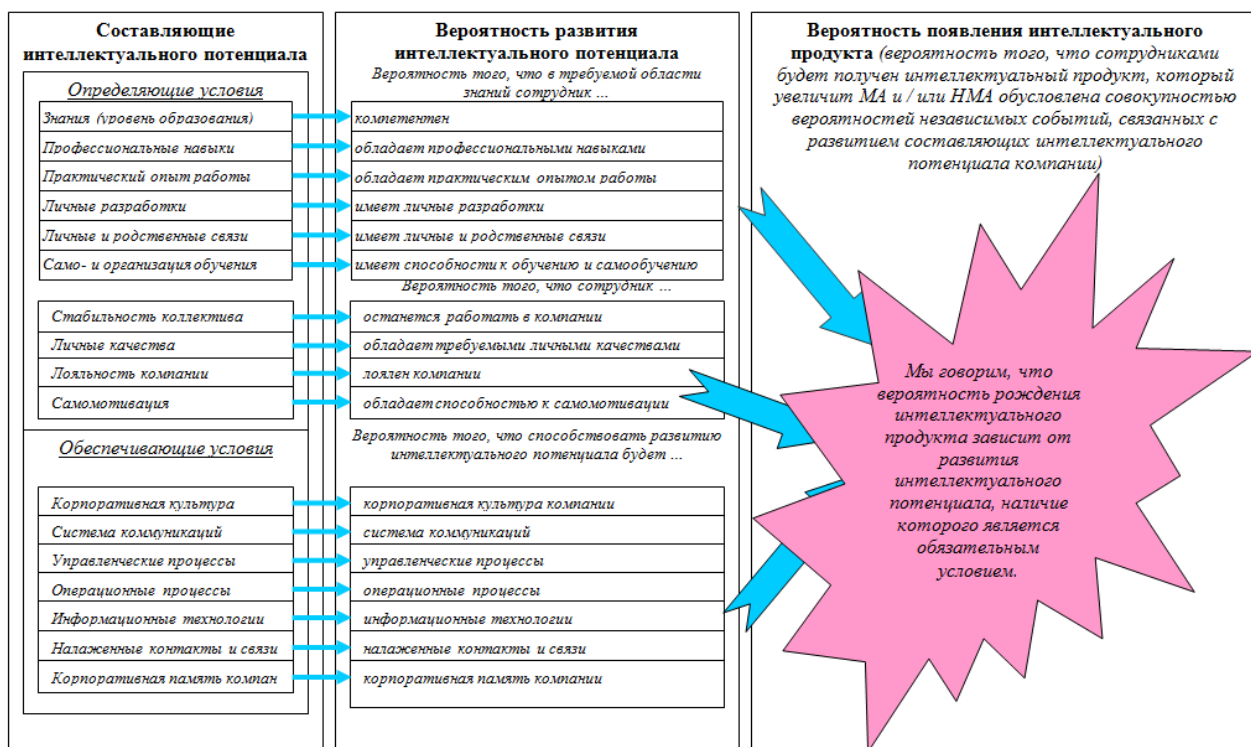 Составляющие
интеллектуального потенциала
Определяющие условия
Знания (уровень образования)
Профессиональные навыки
Практический опыт работы
Личные разработки
Личные и родственные связи
Само- и организация обучения
Стабильность коллектива
Личные качества
Лояльность компании
Самомотивация
Обеспечивающие условия
Корпоративная культура
Система коммуникаций
Управленческие процессы
Операционные процессы
Информационные технологии
Налаженные контакты и связи
Корпоративная память компан
Вероятность развития
интеллектуального потенциала
Вероятность того, что в требуемой области
знаний сотрудник ...
компетентен
обладает профессиональными навыками
обладает практическим опытом работы
имеет личные разработки
имеет личные и родственные связи
имеет способности к обучению и самообучению
Вероятность того, что сотрудник ...
останется работать в компании
обладает требуемыми личными качествами
лоялен компании
обладает способностью к самомотивации
Вероятность того, что способствовать развитию
интеллектуального потенциала будет ...
корпоративная культура компании
система коммуникаций
управленческие процессы
операционные процессы
информационные технологии
налаженные контакты и связи
корпоративная память компании
Вероятность появления интеллектуального
продукта (вероятность того, что сотрудниками
будет получен интеллектуальный продукт, который
увеличит МА и / или НМА обусловлена совокупностью
вероятностей независимых событий, связанных с
развитием составляющих интеллектуального
потенциала компании)
Мы говорим, что
вероятность рождения
интеллектуального
продукта зависит от
развития
интеллектуального
потенциала, наличие
которого является
обязательным
условием.